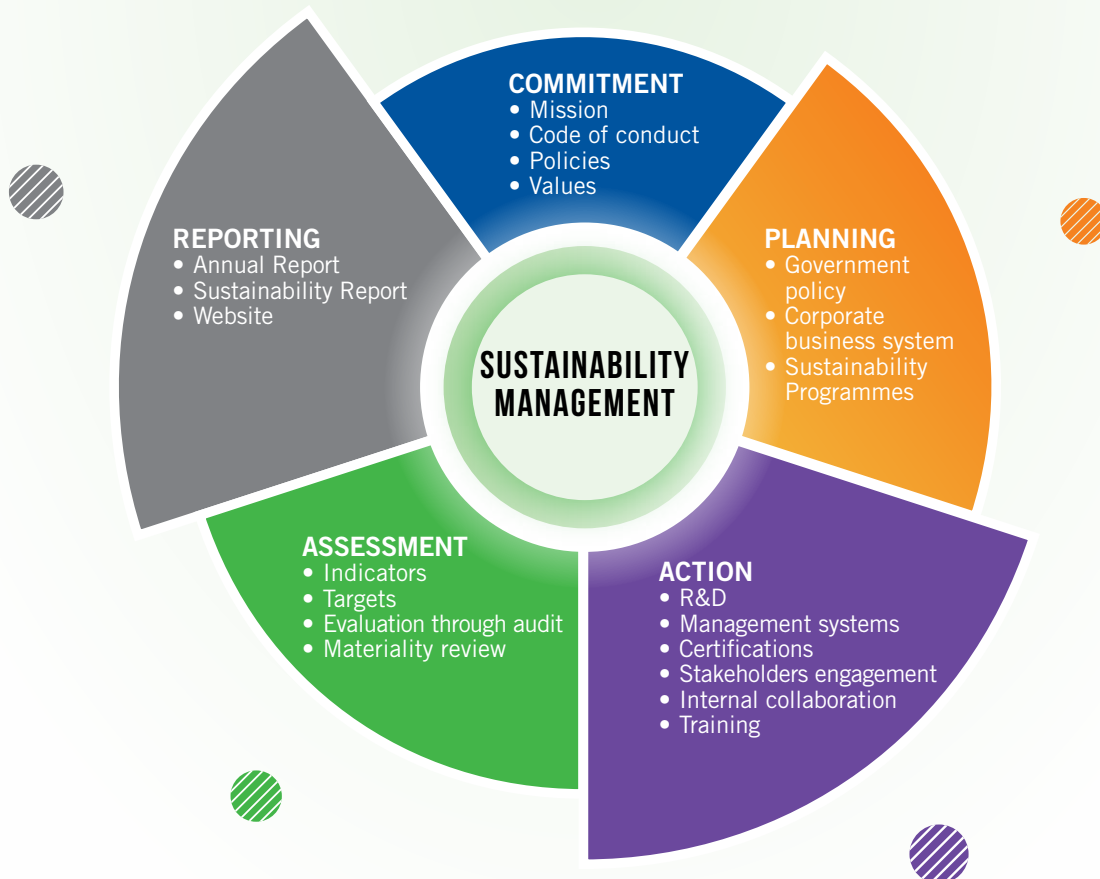 COMMITMENT
• Mission
• Code of conduct
• Policies
• Values
PLANNING
• Government
policy
• Corporate
business system
• Sustainability
Programmes
ACTION
• R&D
• Management systems
• Certifications
• Stakeholders engagement
• Internal collaboration
• Training
ASSESSMENT
• Indicators
• Targets
• Evaluation through audit
• Materiality review
REPORTING
• Annual Report
• Sustainability Report
• Website
SUSTAINABILITY
MANAGEMENT